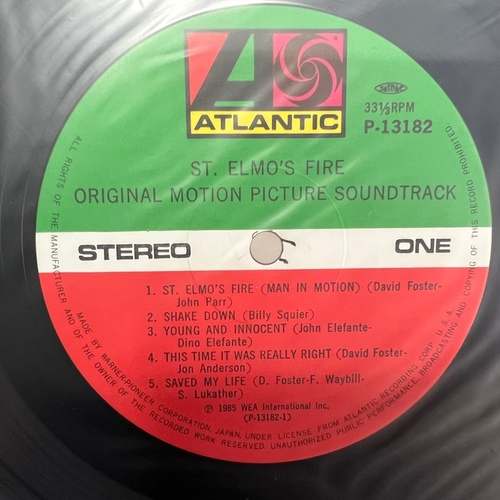 ATLANTIC
33⅓RPM
P-13182
ST. ELMO'S FIRE
ORIGINAL MOTION PICTURE SOUNDTRACK
STEREO ONE
1. ST. ELMO'S FIRE (MAN IN MOTION) (David Foster-
John Parr)
2. SHAKE DOWN (Billy Squier)
3. YOUNG AND INNOCENT (John Elefante-
Dino Elefante)
4. THIS TIME IT WAS REALLY RIGHT (David Foster-
Jon Anderson)
5. SAVED MY LIFE (D. Foster-F. Waybill-
S. Lukather)
℗ 1985 WEA International Inc.
(P-13182-1)
MADE BY WARNER-PIONEER CORPORATION, JAPAN, UNDER LICENSE FROM ATLANTIC RECORDING CORP. U.S.A.
ALL RIGHTS OF THE MANUFACTURER AND OF THE OWNER OF THE RECORDED WORK RESERVED. UNAUTHORIZED PUBLIC PERFORMANCE, BROADCASTING AND COPYING OF THIS RECORD PROHIBITED.